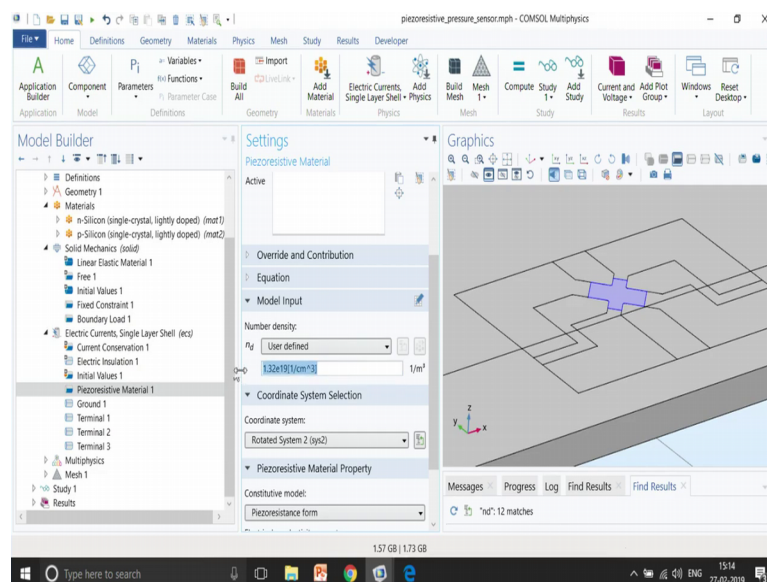 piezoresistive_pressure_sensor.mph - COMSOL Multiphysics
File Home Definitions Geometry Materials Physics Mesh Study Results Developer
Application Builder
Component
Parameters
a= Variables
f(x) Functions
Pi Parameter Case
Build All
Import
LiveLink
Add Material
Electric Currents, Single Layer Shell
Add Physics
Build Mesh
Mesh 1
Compute
Study 1
Add Study
Current and Voltage
Add Plot Group
Windows
Reset Desktop
Application Model Definitions Geometry Materials Physics Mesh Study Results Layout
Model Builder
Definitions
Geometry 1
Materials
n-Silicon (single-crystal, lightly doped) (mat1)
p-Silicon (single-crystal, lightly doped) (mat2)
Solid Mechanics (solid)
Linear Elastic Material 1
Free 1
Initial Values 1
Fixed Constraint 1
Boundary Load 1
Electric Currents, Single Layer Shell (ecs)
Current Conservation 1
Electric Insulation 1
Initial Values 1
Piezoresistive Material 1
Ground 1
Terminal 1
Terminal 2
Terminal 3
Multiphysics
Mesh 1
Study 1
Results
Settings
Piezoresistive Material
Active
Override and Contribution
Equation
Model Input
Number density:
nd User defined
1.32e19[1/cm^3] 1/m³
Coordinate System Selection
Coordinate system:
Rotated System 2 (sys2)
Piezoresistive Material Property
Constitutive model:
Piezoresistance form
Graphics
z
y x
Messages Progress Log Find Results Find Results
"nd": 12 matches
1.57 GB | 1.73 GB
Type here to search
ENG
15:14
27-02-2019